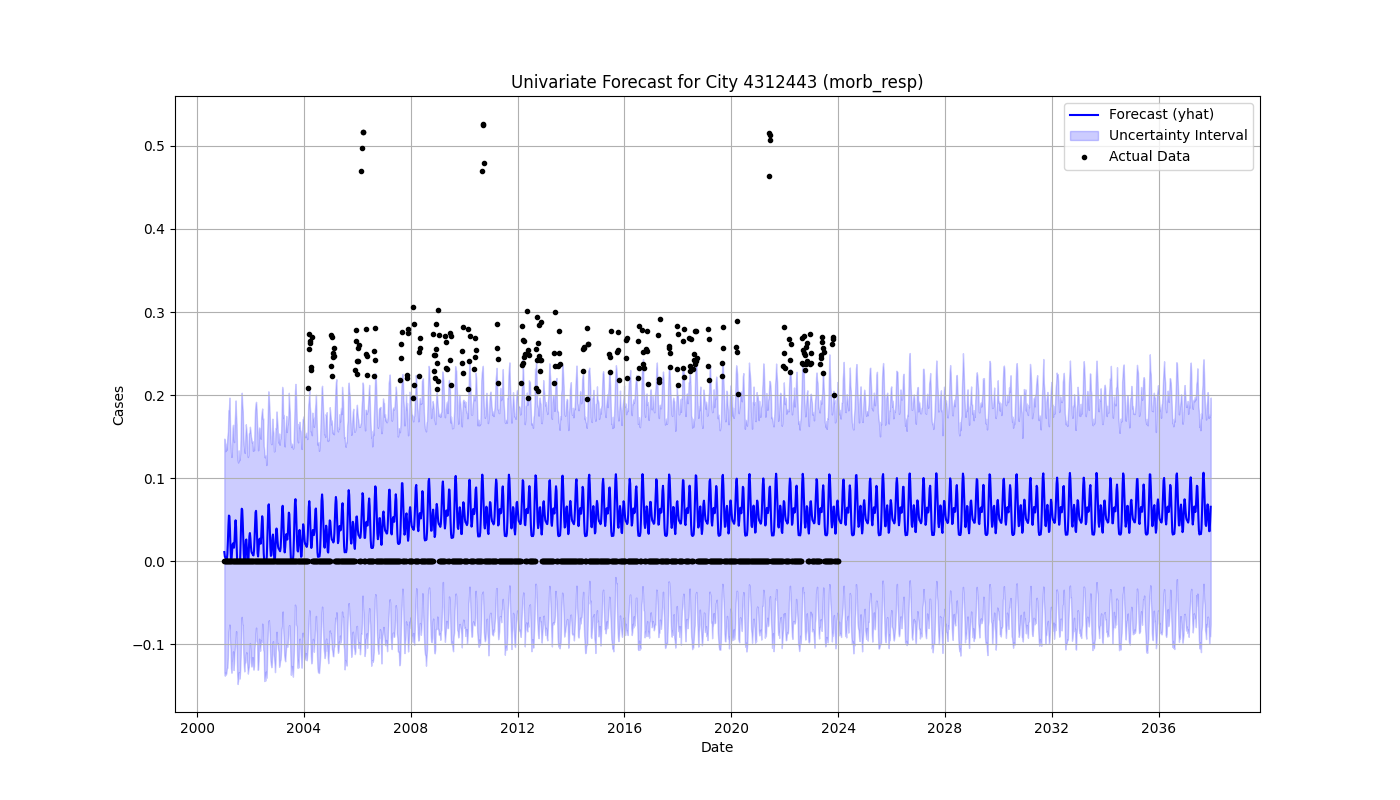 Univariate Forecast for City 4312443 (morb_resp)
Forecast (yhat)
Uncertainty Interval
Actual Data
Cases
0.5
0.4
0.3
0.2
0.1
0.0
−0.1
2000 2004 2008 2012 2016 2020 2024 2028 2032 2036
Date